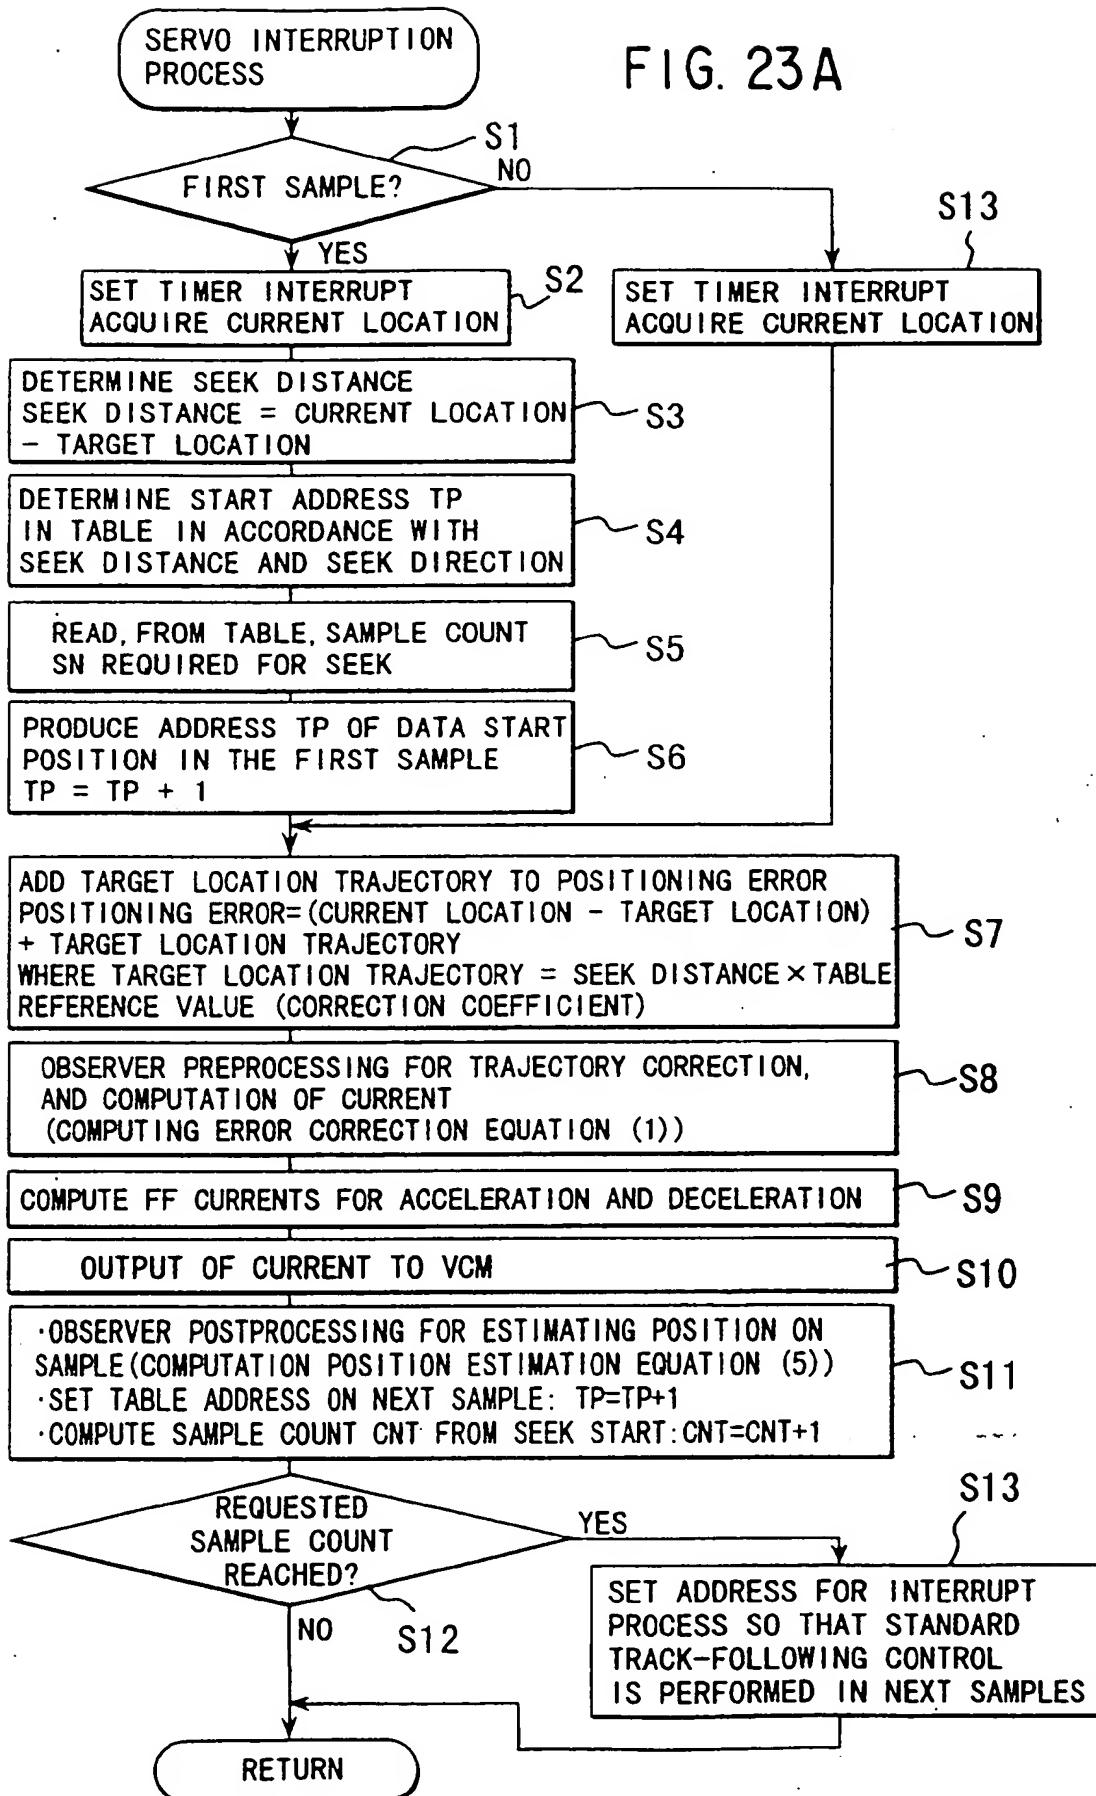 SERVO INTERRUPTION
PROCESS
FIG. 23A
S1
FIRST SAMPLE?
NO
YES
S13
SET TIMER INTERRUPT
ACQUIRE CURRENT LOCATION
S2
SET TIMER INTERRUPT
ACQUIRE CURRENT LOCATION
DETERMINE SEEK DISTANCE
SEEK DISTANCE = CURRENT LOCATION
- TARGET LOCATION
S3
DETERMINE START ADDRESS TP
IN TABLE IN ACCORDANCE WITH
SEEK DISTANCE AND SEEK DIRECTION
S4
READ, FROM TABLE, SAMPLE COUNT
SN REQUIRED FOR SEEK
S5
PRODUCE ADDRESS TP OF DATA START
POSITION IN THE FIRST SAMPLE
TP = TP + 1
S6
ADD TARGET LOCATION TRAJECTORY TO POSITIONING ERROR
POSITIONING ERROR=(CURRENT LOCATION - TARGET LOCATION)
+ TARGET LOCATION TRAJECTORY
WHERE TARGET LOCATION TRAJECTORY = SEEK DISTANCE×TABLE
REFERENCE VALUE (CORRECTION COEFFICIENT)
S7
OBSERVER PREPROCESSING FOR TRAJECTORY CORRECTION,
AND COMPUTATION OF CURRENT
(COMPUTING ERROR CORRECTION EQUATION (1))
S8
COMPUTE FF CURRENTS FOR ACCELERATION AND DECELERATION
S9
OUTPUT OF CURRENT TO VCM
S10
·OBSERVER POSTPROCESSING FOR ESTIMATING POSITION ON
SAMPLE(COMPUTATION POSITION ESTIMATION EQUATION (5))
·SET TABLE ADDRESS ON NEXT SAMPLE: TP=TP+1
·COMPUTE SAMPLE COUNT CNT FROM SEEK START:CNT=CNT+1
S11
REQUESTED
SAMPLE COUNT
REACHED?
YES
S12
NO
S13
SET ADDRESS FOR INTERRUPT
PROCESS SO THAT STANDARD
TRACK-FOLLOWING CONTROL
IS PERFORMED IN NEXT SAMPLES
RETURN